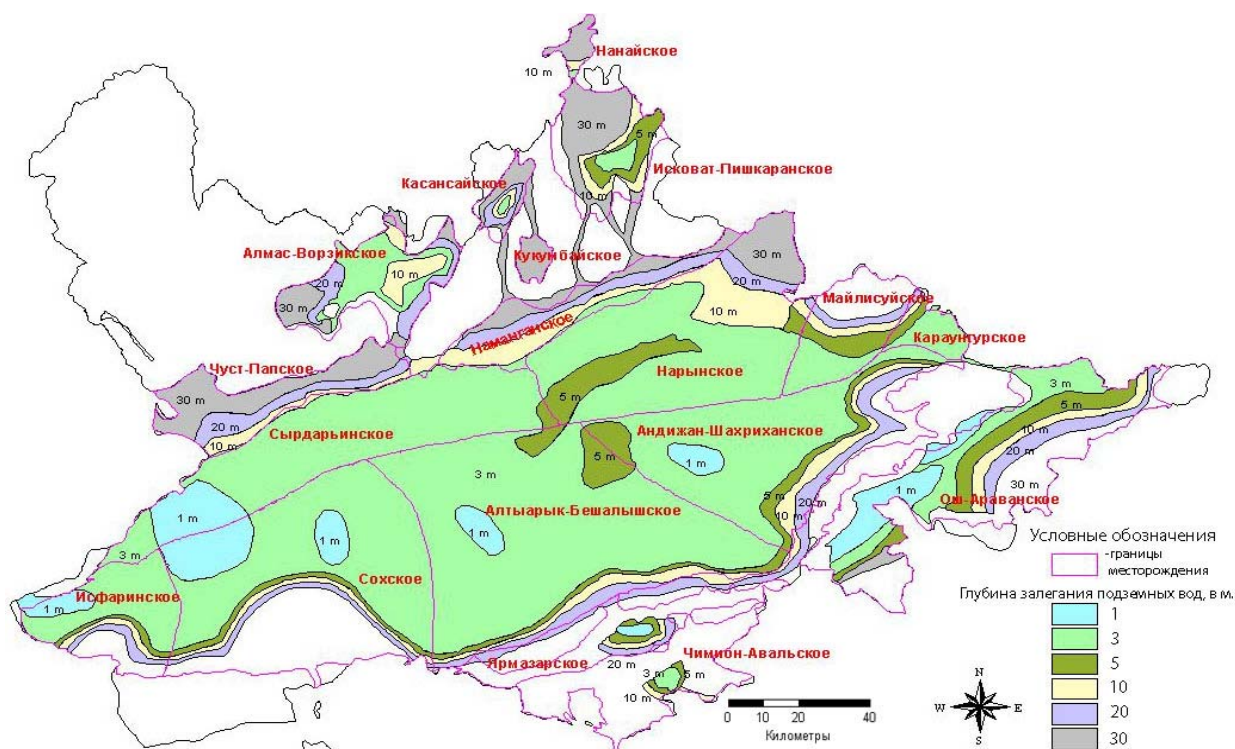 Нанайское
10 m
30 m
5 m
Касансайское
Исковат-Пишкаранское
10 m
Алмас-Ворзикское
Кукумбайское
30 m
20 m
10 m
20 m
30 m
Майлисуйское
10 m
Наманганское
Караунгурское
Чуст-Папское
Нарынское
3 m
30 m
5 m
5 m
20 m
Сырдарьинское
Андижан-Шахриханское
10 m
10 m
5 m
1 m
20 m
3 m
5 m
20 m
1 m
30 m
Ош-Араванское
1 m
Алтыарык-Бешалышское
10 m
1 m
1 m
3 m
Сохское
Исфаринское
1 m
Ярмазарское
20 m
Чимион-Авальское
3 m
5 m
10 m
Условные обозначения
-границы
месторождения
Глубина залегания подземных вод, в м.
1
3
5
10
20
30
N
W
E
S
0 10 20 40
Километры